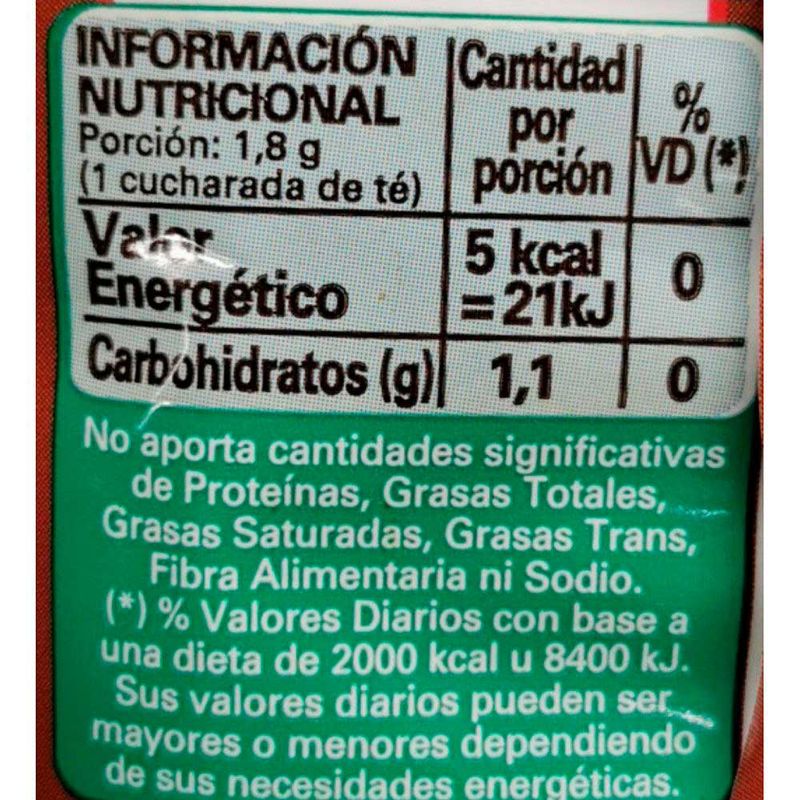 INFORMACIÓN NUTRICIONAL
Porción: 1,8 g
(1 cucharada de té)
Cantidad por porción
% VD (*)
Valor Energético 5 kcal =21kJ 0
Carbohidratos (g) 1,1 0
No aporta cantidades significativas
de Proteínas, Grasas Totales,
Grasas Saturadas, Grasas Trans,
Fibra Alimentaria ni Sodio.
(*) % Valores Diarios con base a
una dieta de 2000 kcal u 8400 kJ.
Sus valores diarios pueden ser
mayores o menores dependiendo
de sus necesidades energéticas.